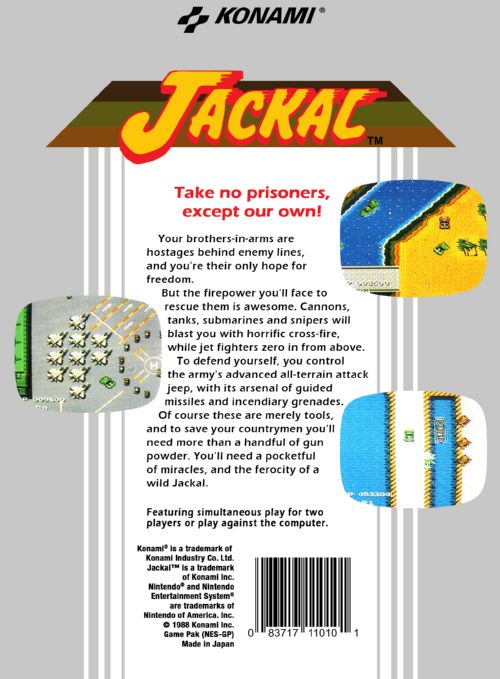 KONAMI®
JACKAL™
Take no prisoners,
except our own!
Your brothers-in-arms are
hostages behind enemy lines,
and you're their only hope for
freedom.
But the firepower you'll face to
rescue them is awesome. Cannons,
tanks, submarines and snipers will
blast you with horrific cross-fire,
while jet fighters zero in from above.
To defend yourself, you control
the army's advanced all-terrain attack
jeep, with its arsenal of guided
missiles and incendiary grenades.
Of course these are merely tools,
and to save your countrymen you'll
need more than a handful of gun
powder. You'll need a pocketful
of miracles, and the ferocity of a
wild Jackal.
Featuring simultaneous play for two
players or play against the computer.
Konami® is a trademark of
Konami Industry Co. Ltd.
Jackal™ is a trademark
of Konami Inc.
Nintendo® and Nintendo
Entertainment System®
are trademarks of
Nintendo of America. Inc.
© 1988 Konami Inc.
Game Pak (NES-GP)
Made in Japan
0 83717 11010 1